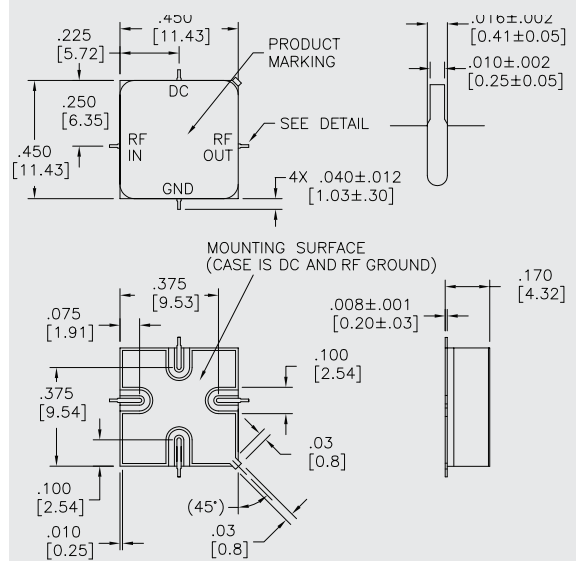 .450
[11.43]
.225
[5.72]
PRODUCT
MARKING
.016±.002
[0.41±0.05]
.010±.002
[0.25±0.05]
DC
.250
[6.35]
RF
IN
RF
OUT
SEE DETAIL
.450
[11.43]
GND
4X .040±.012
[1.03±.30]
MOUNTING SURFACE
(CASE IS DC AND RF GROUND)
.375
[9.53]
.170
[4.32]
.075
[1.91]
.008±.001
[0.20±.03]
.100
[2.54]
.375
[9.54]
.03
[0.8]
.100
[2.54]
(45°)
.010
[0.25]
.03
[0.8]